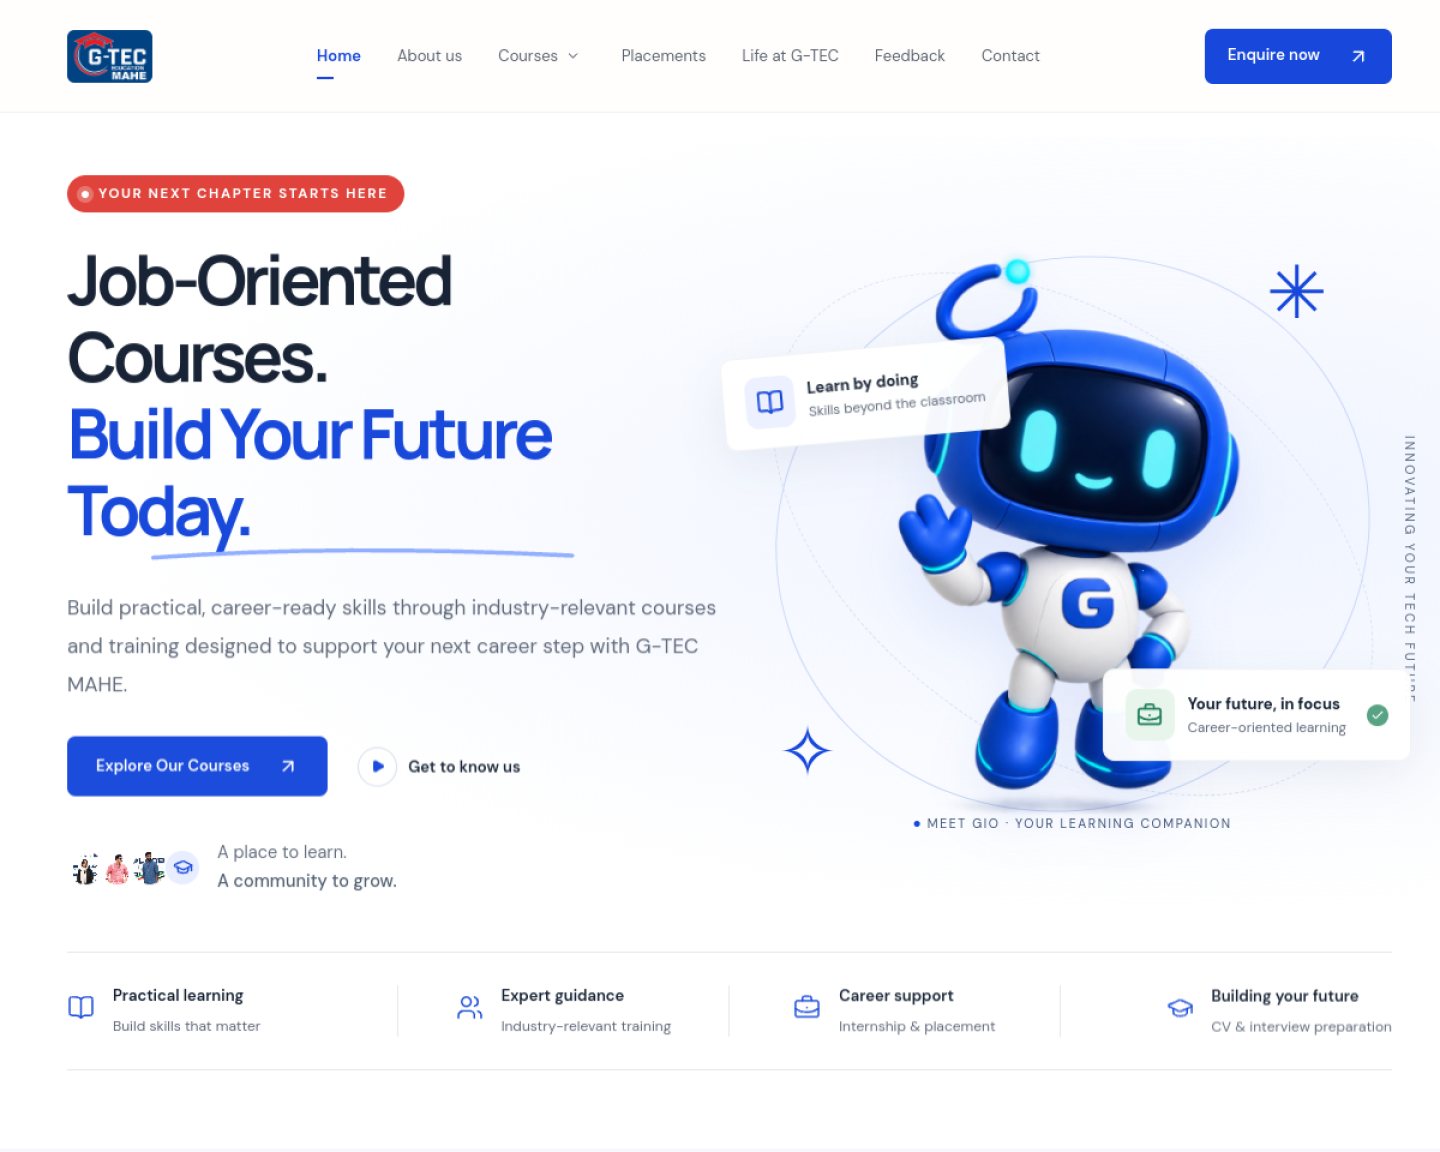 G-TEC
EDUCATION
MAHE
Home
About us
Courses
Placements
Life at G-TEC
Feedback
Contact
Enquire now
YOUR NEXT CHAPTER STARTS HERE
Job-Oriented
Courses.
Build Your Future
Today.
Build practical, career-ready skills through industry-relevant courses
and training designed to support your next career step with G-TEC
MAHE.
Explore Our Courses
Get to know us
A place to learn.
A community to grow.
Learn by doing
Skills beyond the classroom
G
INNOVATING YOUR TECH FUTURE
Your future, in focus
Career-oriented learning
MEET GIO · YOUR LEARNING COMPANION
Practical learning
Build skills that matter
Expert guidance
Industry-relevant training
Career support
Internship & placement
Building your future
CV & interview preparation